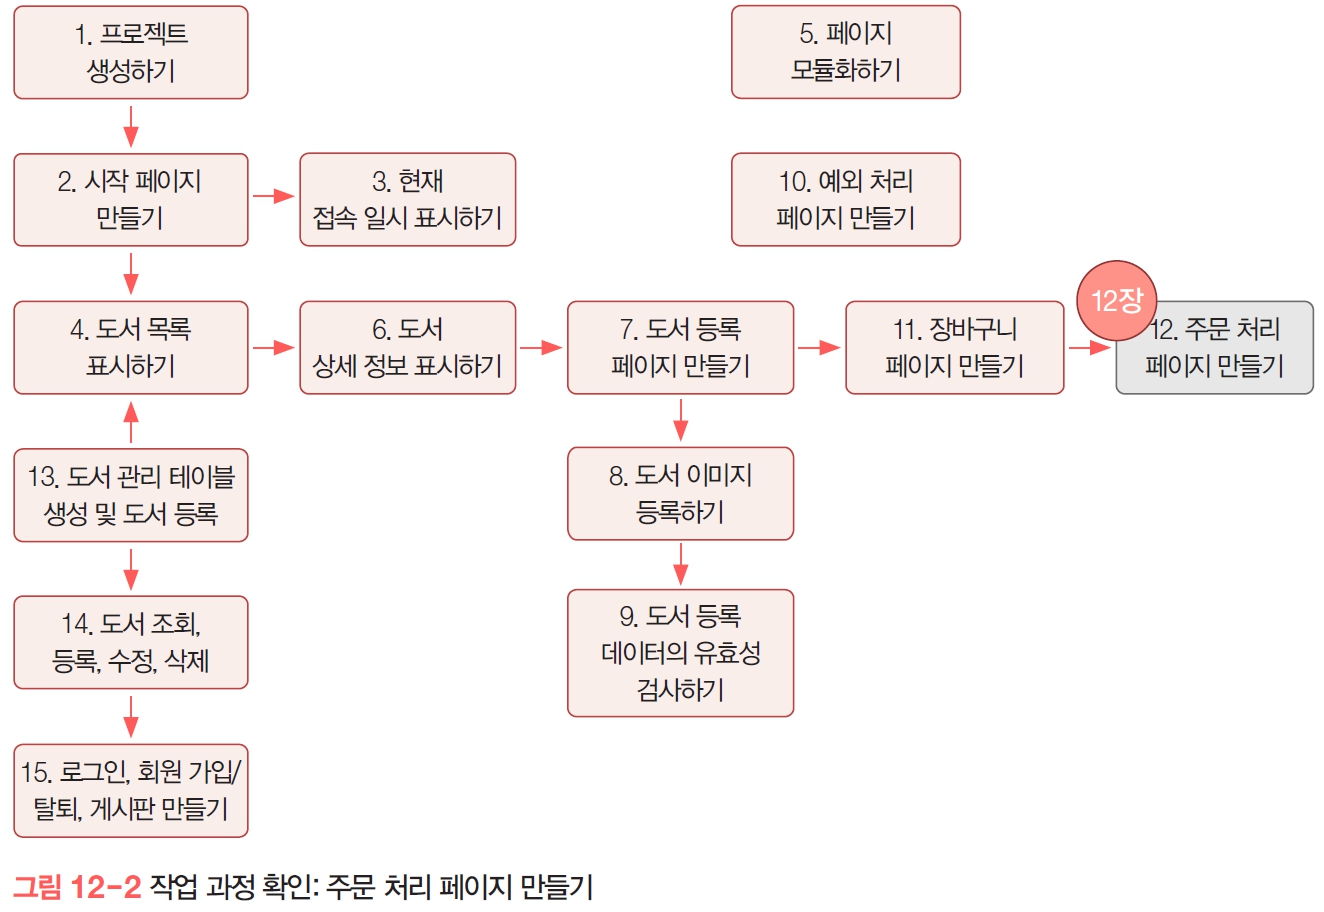 1. 프로젝트
생성하기
5. 페이지
모듈화하기
2. 시작 페이지
만들기
3. 현재
접속 일시 표시하기
10. 예외 처리
페이지 만들기
4. 도서 목록
표시하기
6. 도서
상세 정보 표시하기
7. 도서 등록
페이지 만들기
11. 장바구니
페이지 만들기
12장
12. 주문 처리
페이지 만들기
13. 도서 관리 테이블
생성 및 도서 등록
8. 도서 이미지
등록하기
14. 도서 조회,
등록, 수정, 삭제
9. 도서 등록
데이터의 유효성
검사하기
15. 로그인, 회원 가입/
탈퇴, 게시판 만들기
그림 12-2 작업 과정 확인: 주문 처리 페이지 만들기